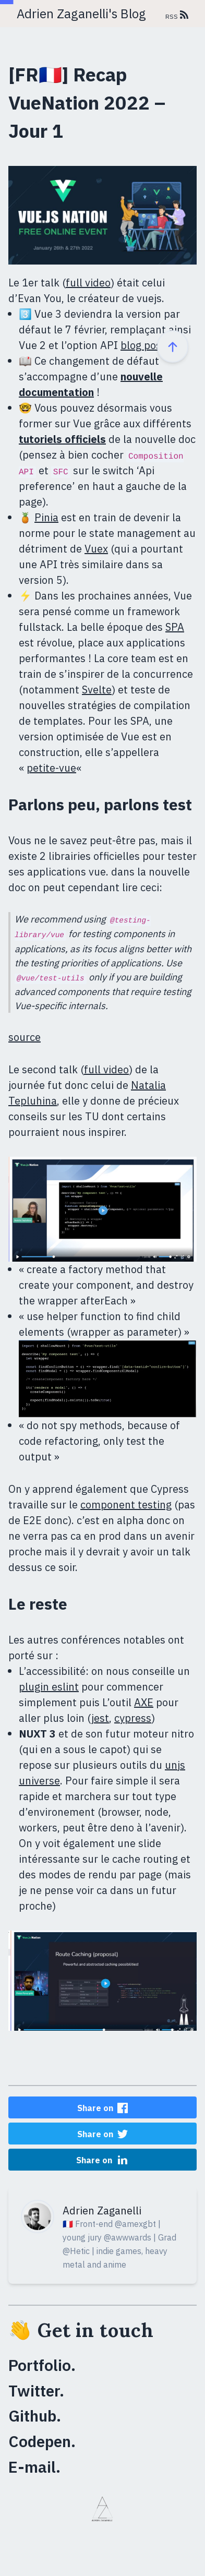 Adrien Zaganelli's Blog
RSS
[FR🇫🇷] Recap
VueNation 2022 –
Jour 1
VUE.JS NATION
January 26th & 27th 2022
Le 1er talk (full video) était celui
d’Evan You, le créateur de vuejs.
3️⃣ Vue 3 deviendra la version par
défaut le 7 février, remplaçant ainsi
Vue 2 et l’option API blog pos
📖 Ce changement de défaut
s’accompagne d’une nouvelle
documentation !
🤓 Vous pouvez désormais vous
former sur Vue grâce aux différents
tutoriels officiels de la nouvelle doc
(pensez à bien cocher Composition
API et SFC sur le switch ‘Api
preference’ en haut a gauche de la
page).
🍍 Pinia est en train de devenir la
norme pour le state management au
détriment de Vuex (qui a pourtant
une API très similaire dans sa
version 5).
⚡ Dans les prochaines années, Vue
sera pensé comme un framework
fullstack. La belle époque des SPA
est révolue, place aux applications
performantes ! La core team est en
train de s’inspirer de la concurrence
(notament Svelte) et teste de
nouvelles stratégies de compilation
de templates. Pour les SPA, une
version optimisée de Vue est en
construction, elle s’appellera
« petite-vue«
Parlons peu, parlons test
Vous ne le savez peut-être pas, mais il
existe 2 librairies officielles pour tester
ses applications vue. dans la nouvelle
doc on peut cependant lire ceci:
We recommend using @testing-
library/vue for testing components in
applications, as its focus aligns better with
the testing priorities of applications. Use
@vue/test-utils only if you are building
advanced components that require testing
Vue-specific internals.
source
Le second talk (full video) de la
journée fut donc celui de Natalia
Tepluhina, elle y donne de précieux
conseils sur les TU dont certains
pourraient nous inspirer.
« create a factory method that
create your component, and destroy
the wrapper afterEach »
« use helper function to find child
elements (wrapper as parameter) »
« do not spy methods, because of
code refactoring, only test the
output »
On y apprend également que Cypress
travaille sur le component testing (pas
de E2E donc). c’est en alpha donc on
ne verra pas ca en prod dans un avenir
proche mais il y devrait y avoir un talk
dessus ce soir.
Le reste
Les autres conférences notables ont
porté sur :
L’accessibilité: on nous conseille un
plugin eslint pour commencer
simplement puis L’outil AXE pour
aller plus loin (jest, cypress)
NUXT 3 et de son futur moteur nitro
(qui en a sous le capot) qui se
repose sur plusieurs outils du unjs
universe. Pour faire simple il sera
rapide et marchera sur tout type
d’environnement (browser, node,
workers, peut être deno à l’avenir).
On y voit également une slide
intéressante sur le cache routing et
des modes de rendu par page (mais
je ne pense voir ca dans un futur
proche)
Route Caching (proposal)
Share on
Share on
Share on
Adrien Zaganelli
🇫🇷 Front-end @amexgbt |
young jury @awwwards | Grad
@Hetic | indie games, heavy
metal and anime
👋 Get in touch
Portfolio.
Twitter.
Github.
Codepen.
E-mail.